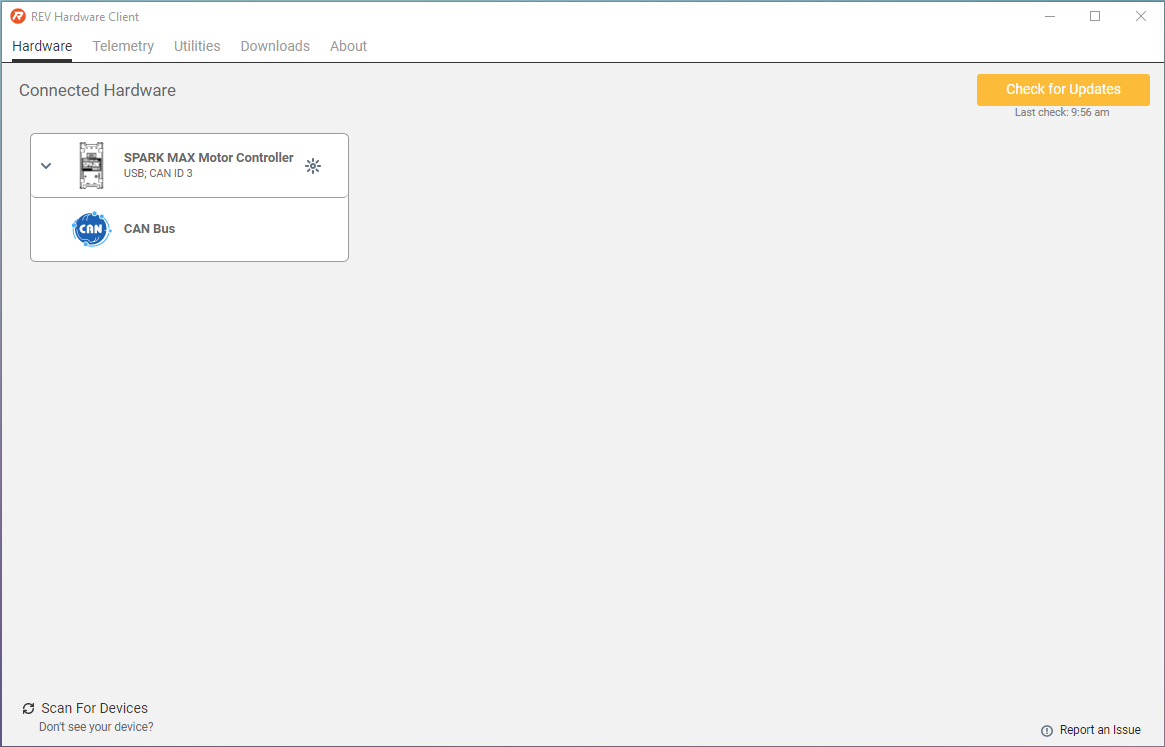 REV Hardware Client
Hardware Telemetry Utilities Downloads About
Connected Hardware
Check for Updates
Last check: 9:56 am
SPARK MAX Motor Controller
USB; CAN ID 3
CAN
CAN Bus
Scan For Devices
Don't see your device?
Report an Issue